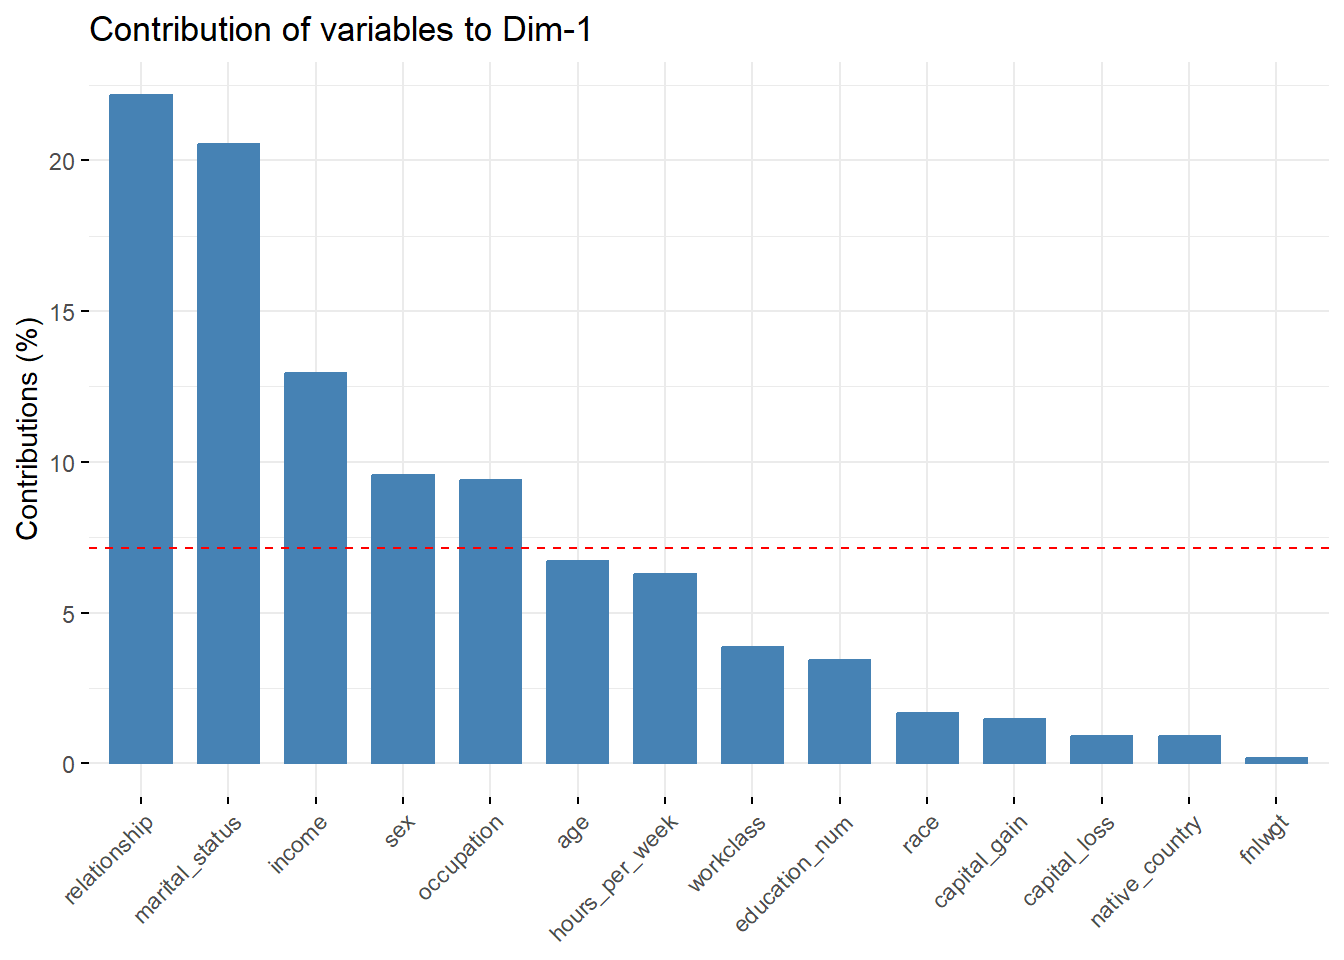 Contribution of variables to Dim-1
Contributions (%)
20
15
10
5
0
relationship
marital_status
income
sex
occupation
age
hours_per_week
workclass
education_num
race
capital_gain
capital_loss
native_country
fnlwgt